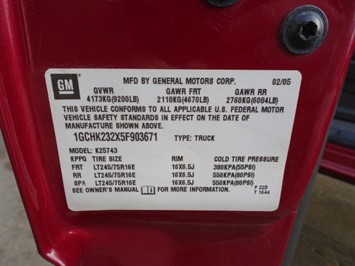 GM
MFD BY GENERAL MOTORS CORP. 02/05
GVWR GAWR FRT GAWR RR
4173KG(9200LB) 2118KG(4670LB) 2760KG(6084LB)
THIS VEHICLE CONFORMS TO ALL APPLICABLE U.S. FEDERAL MOTOR
VEHICLE SAFETY STANDARDS IN EFFECT ON THE DATE OF
MANUFACTURE SHOWN ABOVE.
1GCHK232X5F903671 TYPE: TRUCK
MODEL: K25743
KPPG TIRE SIZE RIM COLD TIRE PRESSURE
FRT LT245/75R16E 16X6.5J 380KPA(55PSI)
RR LT245/75R16E 16X6.5J 550KPA(80PSI)
SPA LT245/75R16E 16X6.5J 550KPA(80PSI)
SEE OWNER'S MANUAL FOR MORE INFORMATION. F 223
T 1644